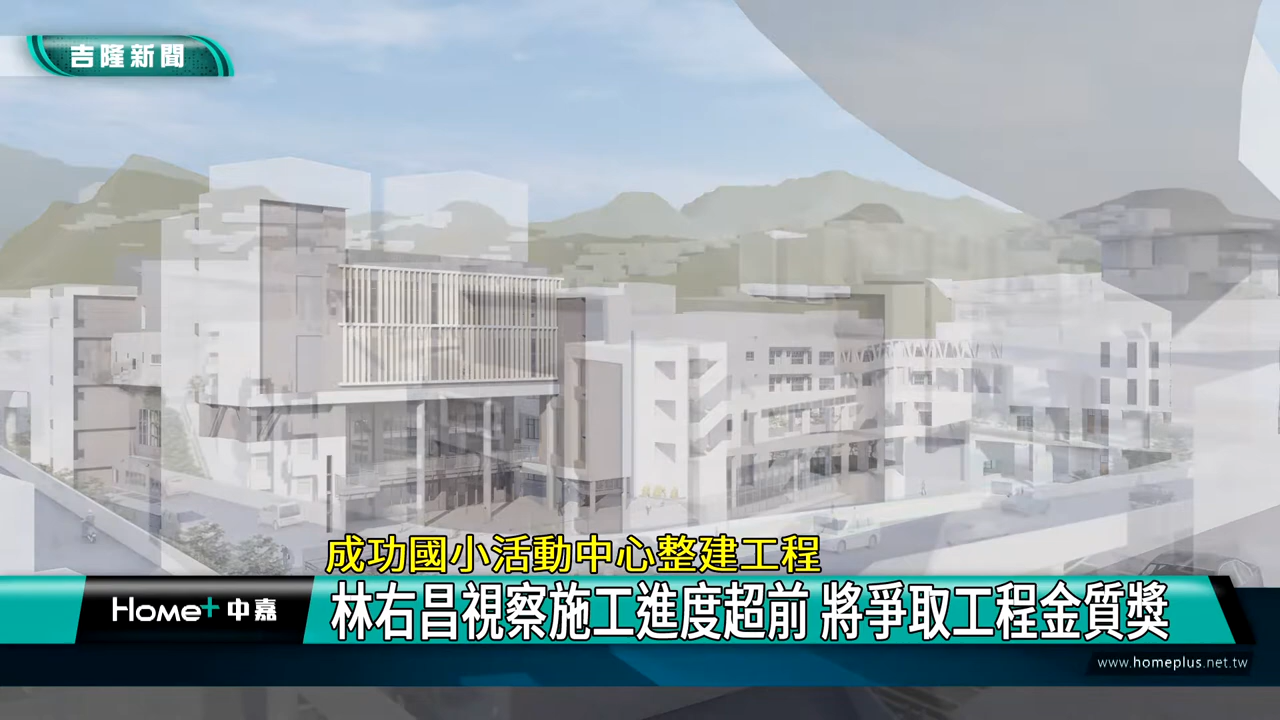 吉隆新聞
成功國小活動中心整建工程
Home+ 中嘉
林右昌視察施工進度超前 將爭取工程金質獎
www.homeplus.net.tw